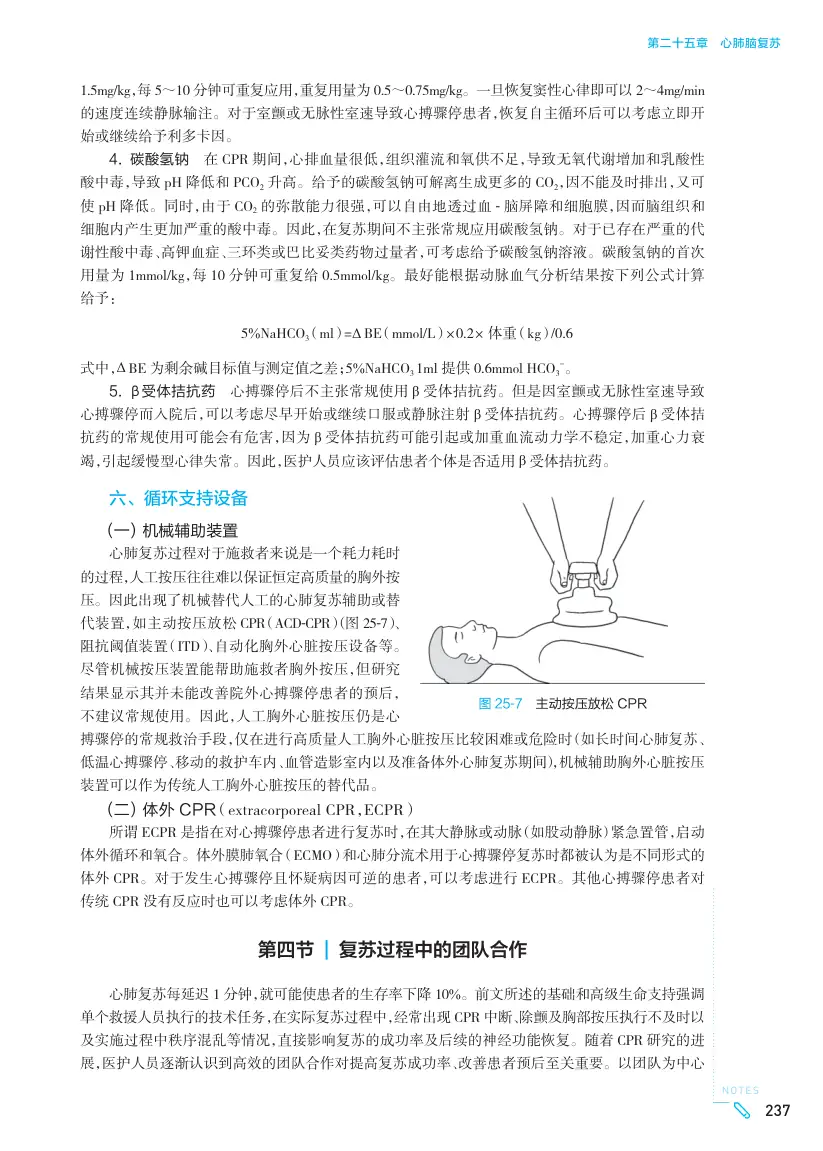 第二十五章 心肺脑复苏
1.5mg/kg,每 5～10 分钟可重复应用,重复用量为 0.5～0.75mg/kg。一旦恢复窦性心律即可以 2～4mg/min
的速度连续静脉输注。对于室颤或无脉性室速导致心搏骤停患者,恢复自主循环后可以考虑立即开
始或继续给予利多卡因。
4. 碳酸氢钠 在 CPR 期间,心排血量很低,组织灌流和氧供不足,导致无氧代谢增加和乳酸性
酸中毒,导致 pH 降低和 PCO₂ 升高。给予的碳酸氢钠可解离生成更多的 CO₂,因不能及时排出,又可
使 pH 降低。同时,由于 CO₂ 的弥散能力很强,可以自由地透过血 - 脑屏障和细胞膜,因而脑组织和
细胞内产生更加严重的酸中毒。因此,在复苏期间不主张常规应用碳酸氢钠。对于已存在严重的代
谢性酸中毒、高钾血症、三环类或巴比妥类药物过量者,可考虑给予碳酸氢钠溶液。碳酸氢钠的首次
用量为 1mmol/kg,每 10 分钟可重复给 0.5mmol/kg。最好能根据动脉血气分析结果按下列公式计算
给予:
5%NaHCO₃（ml）=Δ BE（mmol/L）×0.2× 体重（kg）/0.6
式中,Δ BE 为剩余碱目标值与测定值之差;5%NaHCO₃ 1ml 提供 0.6mmol HCO₃⁻。
5. β受体拮抗药 心搏骤停后不主张常规使用 β 受体拮抗药。但是因室颤或无脉性室速导致
心搏骤停而入院后,可以考虑尽早开始或继续口服或静脉注射 β 受体拮抗药。心搏骤停后 β 受体拮
抗药的常规使用可能会有危害,因为 β 受体拮抗药可能引起或加重血流动力学不稳定,加重心力衰
竭,引起缓慢型心律失常。因此,医护人员应该评估患者个体是否适用 β 受体拮抗药。
六、循环支持设备
（一）机械辅助装置
心肺复苏过程对于施救者来说是一个耗力耗时
的过程,人工按压往往难以保证恒定高质量的胸外按
压。因此出现了机械替代人工的心肺复苏辅助或替
代装置,如主动按压放松 CPR（ACD-CPR）(图 25-7)、
阻抗阈值装置（ITD）、自动化胸外心脏按压设备等。
尽管机械按压装置能帮助施救者胸外按压,但研究
结果显示其并未能改善院外心搏骤停患者的预后,
不建议常规使用。因此,人工胸外心脏按压仍是心
图 25-7 主动按压放松 CPR
搏骤停的常规救治手段,仅在进行高质量人工胸外心脏按压比较困难或危险时(如长时间心肺复苏、
低温心搏骤停、移动的救护车内、血管造影室内以及准备体外心肺复苏期间),机械辅助胸外心脏按压
装置可以作为传统人工胸外心脏按压的替代品。
（二）体外 CPR（extracorporeal CPR,ECPR）
所谓 ECPR 是指在对心搏骤停患者进行复苏时,在其大静脉或动脉(如股动静脉)紧急置管,启动
体外循环和氧合。体外膜肺氧合（ECMO）和心肺分流术用于心搏骤停复苏时都被认为是不同形式的
体外 CPR。对于发生心搏骤停且怀疑病因可逆的患者,可以考虑进行 ECPR。其他心搏骤停患者对
传统 CPR 没有反应时也可以考虑体外 CPR。
第四节 | 复苏过程中的团队合作
心肺复苏每延迟 1 分钟,就可能使患者的生存率下降 10%。前文所述的基础和高级生命支持强调
单个救援人员执行的技术任务,在实际复苏过程中,经常出现 CPR 中断、除颤及胸部按压执行不及时以
及实施过程中秩序混乱等情况,直接影响复苏的成功率及后续的神经功能恢复。随着 CPR 研究的进
展,医护人员逐渐认识到高效的团队合作对提高复苏成功率、改善患者预后至关重要。以团队为中心
NOTES
237